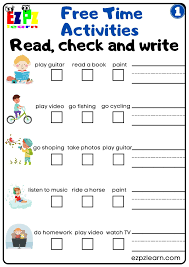 EZPZ
learn
Free Time
Activities
1
Read, check and write
play guitar read a book paint
play video go fishing go cycling
go shoping take photos play guitar
listen to music ride a horse paint
do homework play video watch TV
ezpzlearn.com